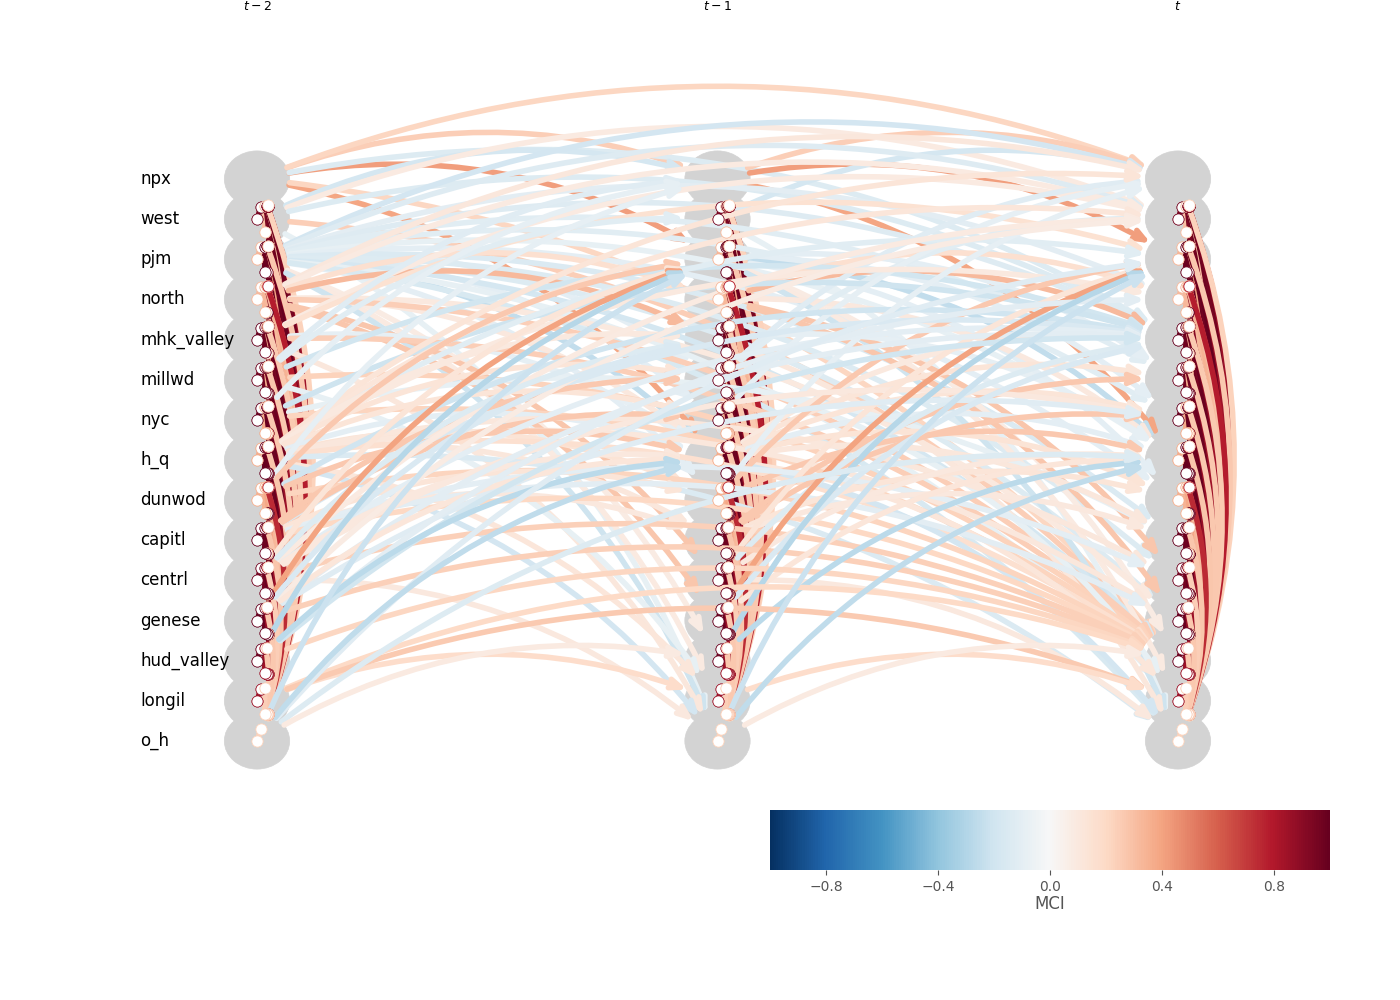 t − 2 t − 1 t
npx
west
pjm
north
mhk_valley
millwd
nyc
h_q
dunwod
capitl
centrl
genese
hud_valley
longil
o_h
−0.8 −0.4 0.0 0.4 0.8
MCI